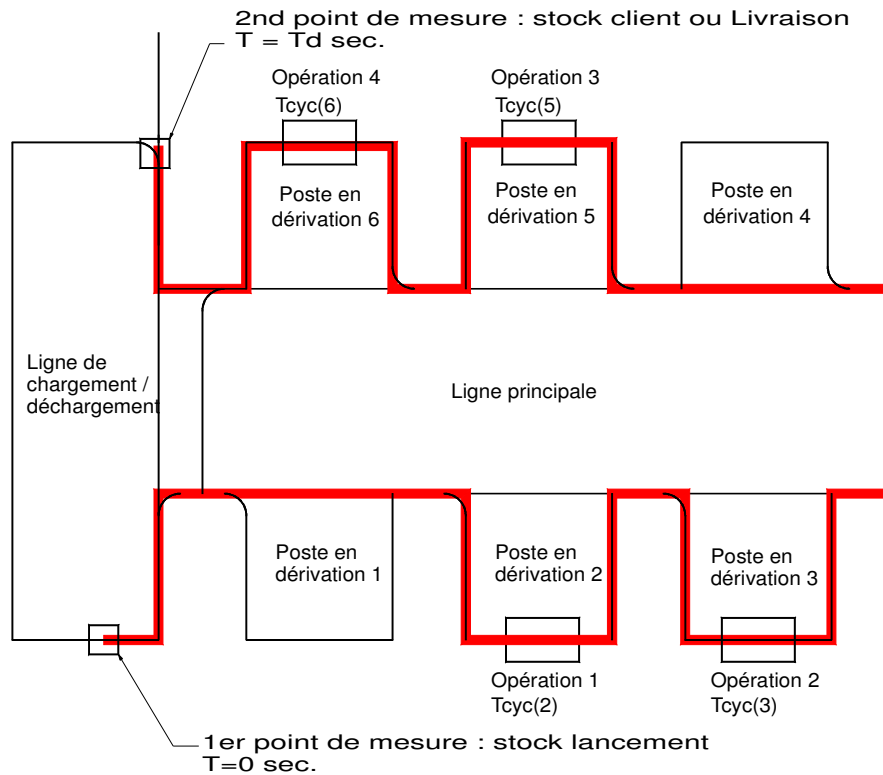 2nd point de mesure : stock client ou Livraison
T = Td sec.
Opération 4
Tcyc(6)
Opération 3
Tcyc(5)
Poste en
dérivation 6
Poste en
dérivation 5
Poste en
dérivation 4
Ligne de
chargement /
déchargement
Ligne principale
Poste en
dérivation 1
Poste en
dérivation 2
Poste en
dérivation 3
Opération 1
Tcyc(2)
Opération 2
Tcyc(3)
1er point de mesure : stock lancement
T=0 sec.